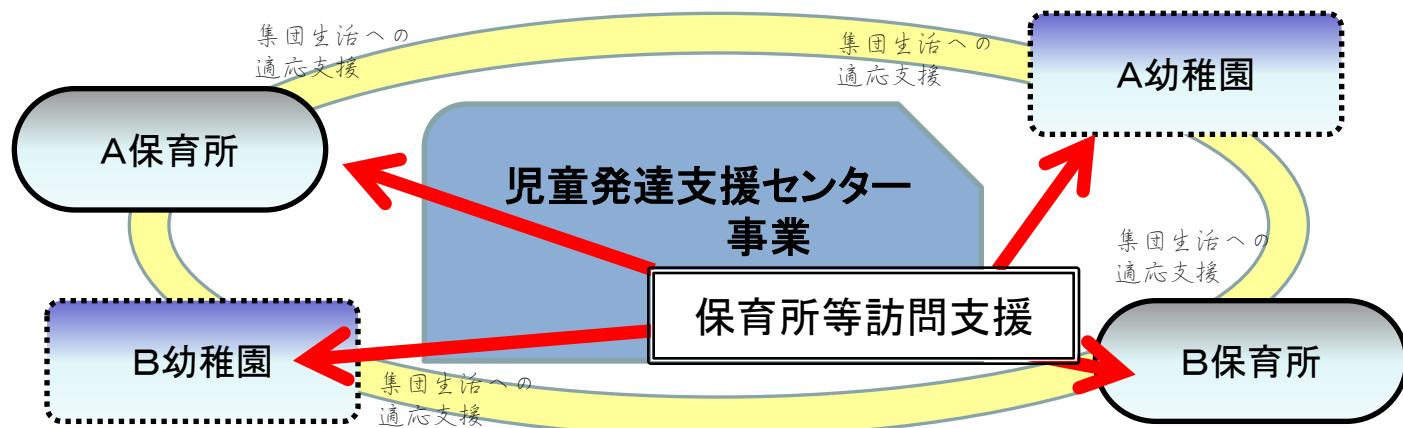 集団生活への
適応支援
集団生活への
適応支援
A幼稚園
A保育所
児童発達支援センター
事業
集団生活への
適応支援
保育所等訪問支援
B幼稚園
B保育所
集団生活への
適応支援